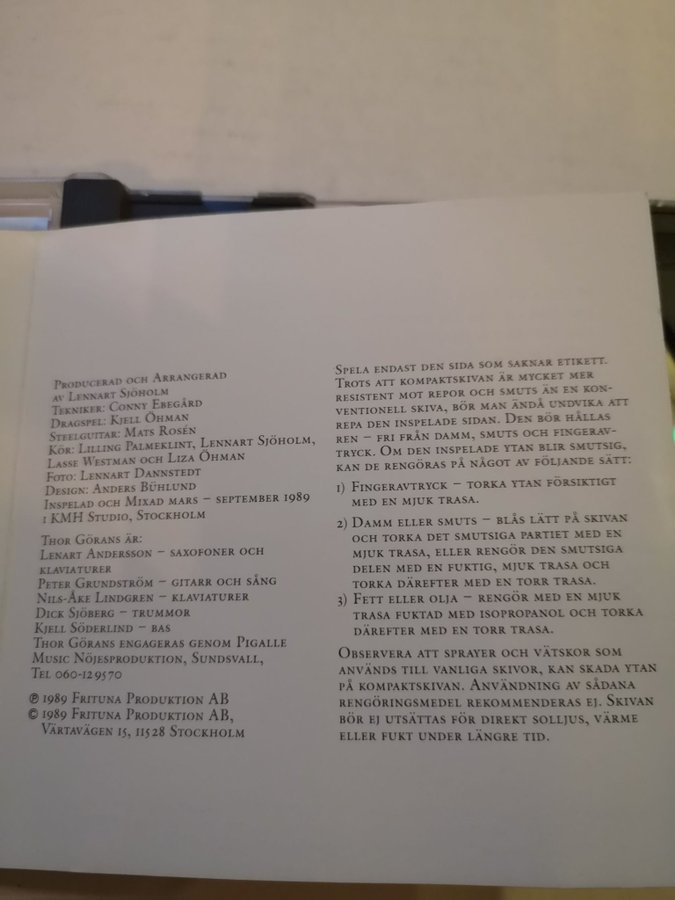 Producerad och Arrangerad
av Lennart Sjöholm
Tekniker: Conny Ebegård
Dragspel: Kjell Öhman
Steelguitar: Mats Rosén
Kör: Lilling Palmeklint, Lennart Sjöholm,
Lasse Westman och Liza Öhman
Foto: Lennart Dannstedt
Design: Anders Bühlund
Inspelad och Mixad mars – september 1989
i KMH Studio, Stockholm
Thor Görans är:
Lenart Andersson – saxofoner och
klaviaturer
Peter Grundström – gitarr och sång
Nils-Åke Lindgren – klaviaturer
Dick Sjöberg – trummor
Kjell Söderlind – bas
Thor Görans engageras genom Pigalle
Music Nöjesproduktion, Sundsvall,
Tel 060-129570
℗ 1989 Frituna Produktion AB
© 1989 Frituna Produktion AB,
Värtavägen 15, 11528 Stockholm
Spela endast den sida som saknar etikett.
Trots att kompaktskivan är mycket mer
resistent mot repor och smuts än en kon-
ventionell skiva, bör man ändå undvika att
repa den inspelade sidan. Den bör hållas
ren – fri från damm, smuts och fingerav-
tryck. Om den inspelade ytan blir smutsig,
kan de rengöras på något av följande sätt:
1) Fingeravtryck – torka ytan försiktigt
med en mjuk trasa.
2) Damm eller smuts – blås lätt på skivan
och torka det smutsiga partiet med en
mjuk trasa, eller rengör den smutsiga
delen med en fuktig, mjuk trasa och
torka därefter med en torr trasa.
3) Fett eller olja – rengör med en mjuk
trasa fuktad med isopropanol och torka
därefter med en torr trasa.
Observera att sprayer och vätskor som
används till vanliga skivor, kan skada ytan
på kompaktskivan. Användning av sådana
rengöringsmedel rekommenderas ej. Skivan
bör ej utsättas för direkt solljus, värme
eller fukt under längre tid.